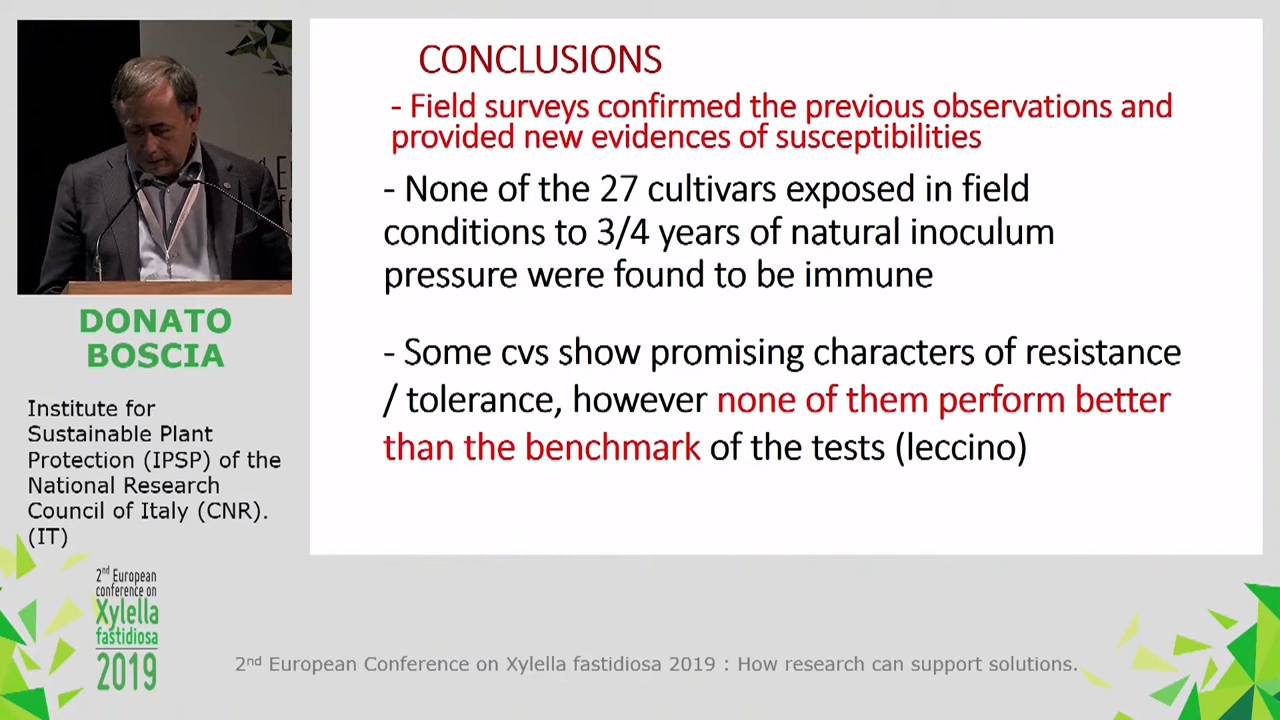 CONCLUSIONS
- Field surveys confirmed the previous observations and
provided new evidences of susceptibilities
- None of the 27 cultivars exposed in field
conditions to 3/4 years of natural inoculum
pressure were found to be immune
- Some cvs show promising characters of resistance
/ tolerance, however none of them perform better
than the benchmark of the tests (leccino)
DONATO
BOSCIA
Institute for
Sustainable Plant
Protection (IPSP) of the
National Research
Council of Italy (CNR).
(IT)
2nd European
conference on
Xylella
fastidiosa
2019
2nd European Conference on Xylella fastidiosa 2019 : How research can support solutions.